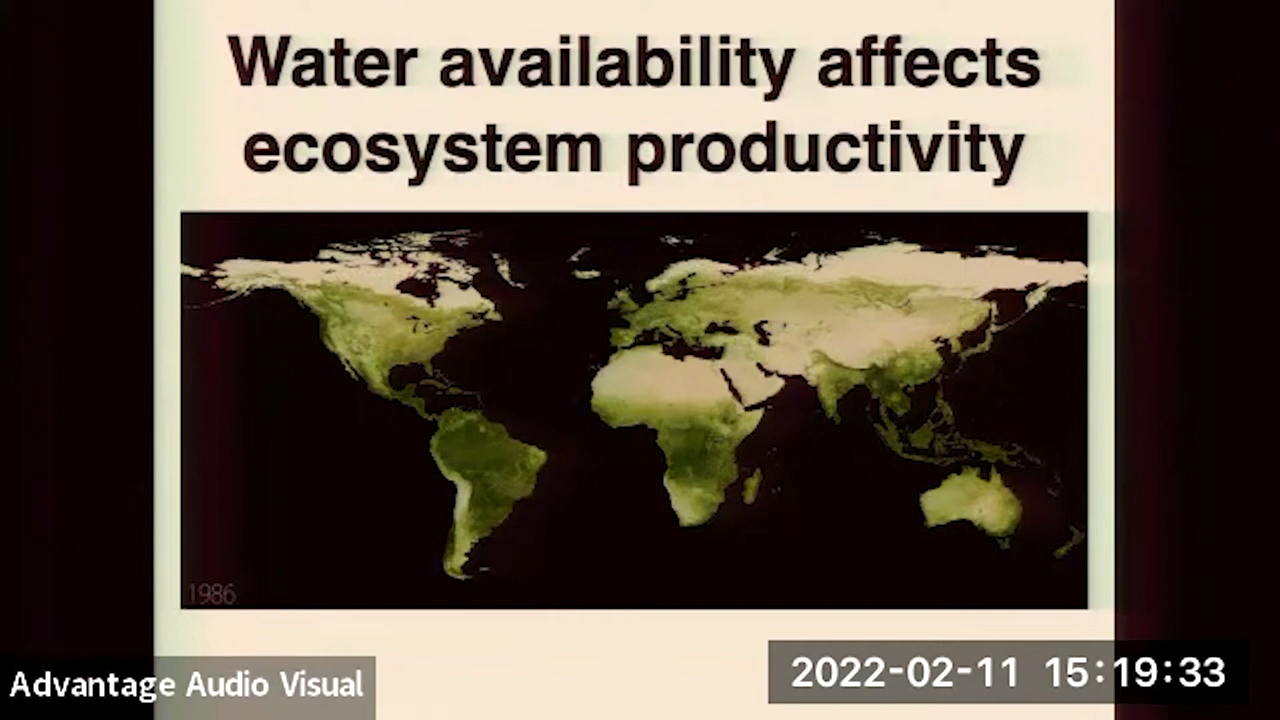 Water availability affects
ecosystem productivity
1986
Advantage Audio Visual
2022-02-11 15:19:33